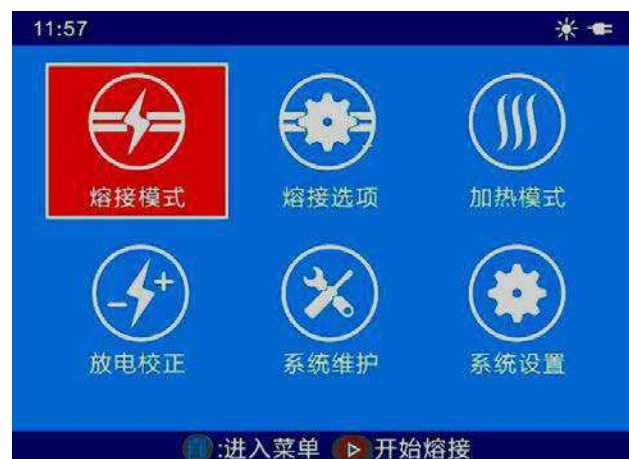 11:57
熔接模式 熔接选项 加热模式
放电校正 系统维护 系统设置
:进入菜单 开始熔接